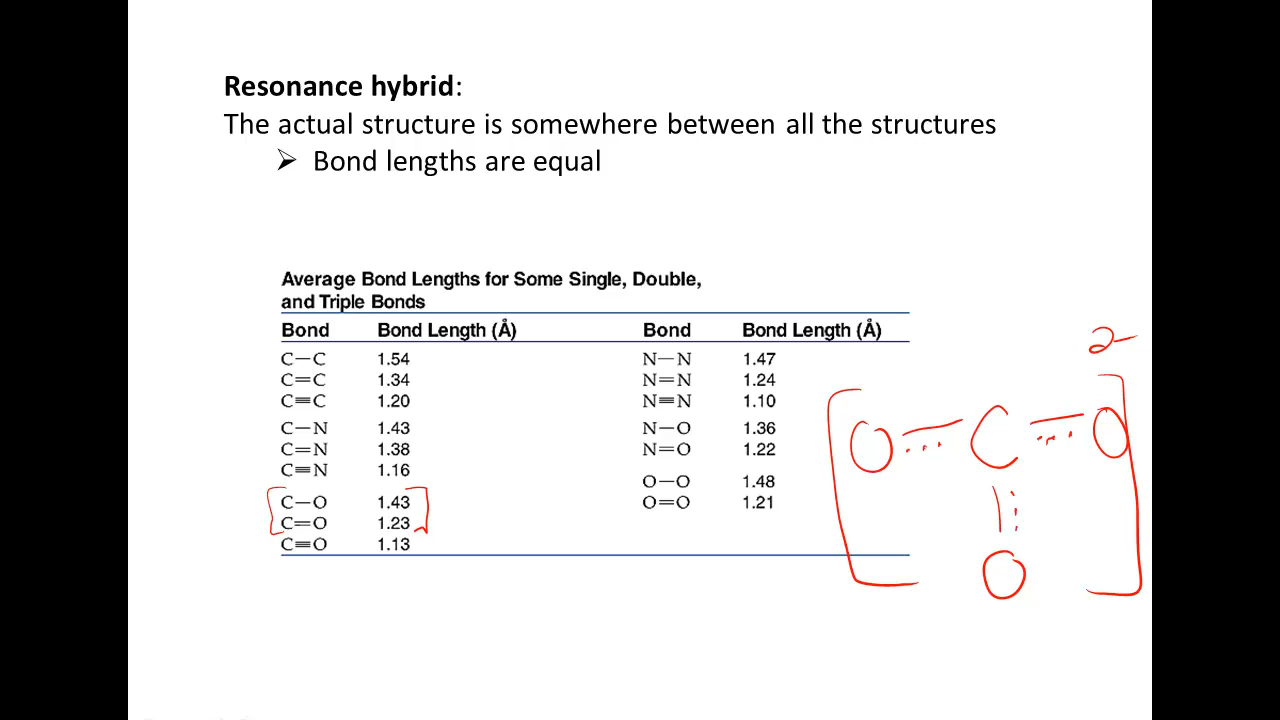 Resonance hybrid:
The actual structure is somewhere between all the structures
➢ Bond lengths are equal
Average Bond Lengths for Some Single, Double,
and Triple Bonds
Bond Bond Length (Å) Bond Bond Length (Å)
C—C 1.54 N—N 1.47
C=C 1.34 N=N 1.24
C≡C 1.20 N≡N 1.10
C—N 1.43 N—O 1.36
C=N 1.38 N=O 1.22
C≡N 1.16
O—O 1.48
C—O 1.43 O=O 1.21
C=O 1.23
C≡O 1.13
2-
O C O
O